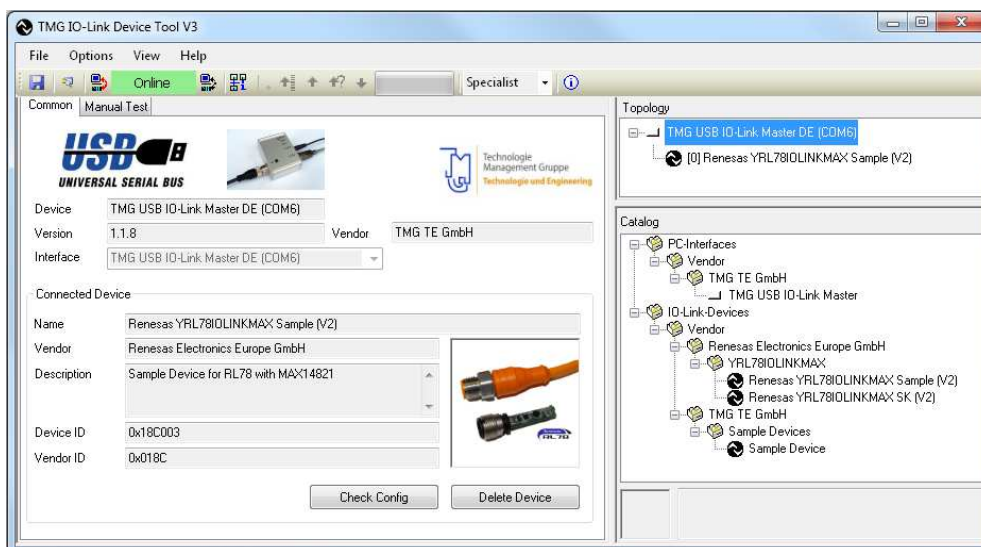 TMG IO-Link Device Tool V3
File Options View Help
Online Specialist
Common Manual Test
USB
UNIVERSAL SERIAL BUS
Technologie
Management Gruppe
Technologie und Engineering
Device TMG USB IO-Link Master DE (COM6)
Version 1.1.8 Vendor TMG TE GmbH
Interface TMG USB IO-Link Master DE (COM6)
Connected Device
Name Renesas YRL78IOLINKMAX Sample (V2)
Vendor Renesas Electronics Europe GmbH
Description Sample Device for RL78 with MAX14821
RL78
Device ID 0x18C003
Vendor ID 0x018C
Check Config Delete Device
Topology
TMG USB IO-Link Master DE (COM6)
[0] Renesas YRL78IOLINKMAX Sample (V2)
Catalog
PC-Interfaces
Vendor
TMG TE GmbH
TMG USB IO-Link Master
IO-Link-Devices
Vendor
Renesas Electronics Europe GmbH
YRL78IOLINKMAX
Renesas YRL78IOLINKMAX Sample (V2)
Renesas YRL78IOLINKMAX SK (V2)
TMG TE GmbH
Sample Devices
Sample Device